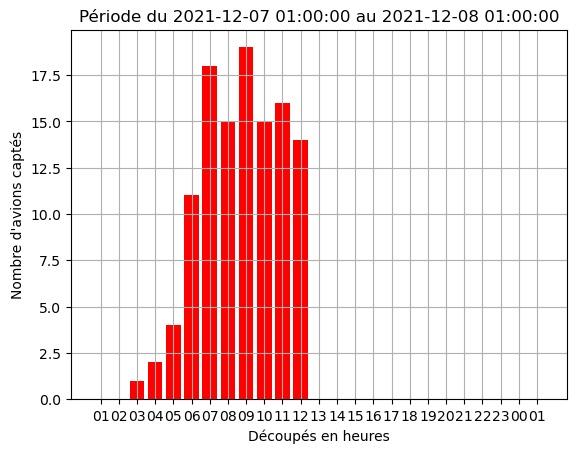 Période du 2021-12-07 01:00:00 au 2021-12-08 01:00:00
Nombre d'avions captés
17.5
15.0
12.5
10.0
7.5
5.0
2.5
0.0
01 02 03 04 05 06 07 08 09 10 11 12 13 14 15 16 17 18 19 20 21 22 23 00 01
Découpés en heures